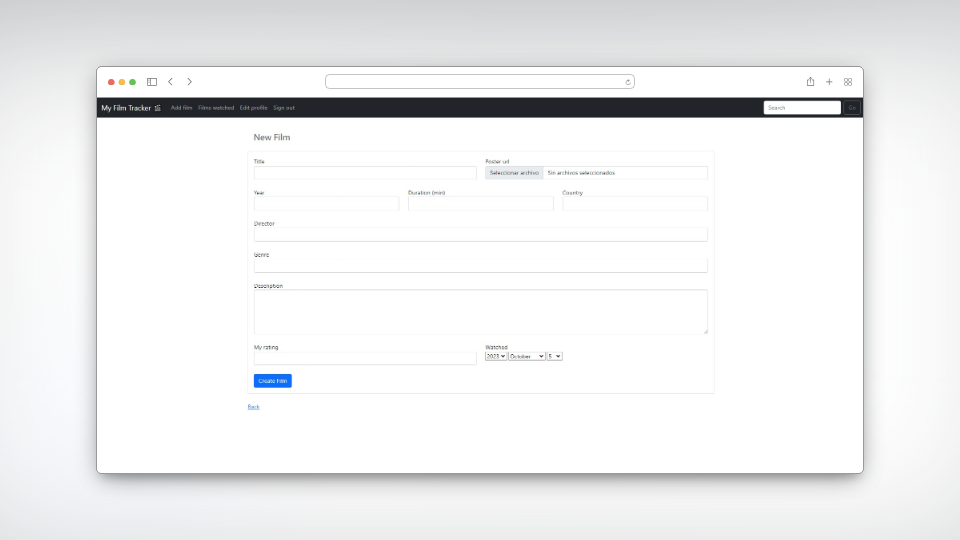 My Film Tracker Add film Films watched Edit profile Sign out Search Go
New Film
Title Poster url
Seleccionar archivo Sin archivos seleccionados
Year Duration (min) Country
Director
Genre
Description
My rating Watched
2023 October 5
Create Film
Back